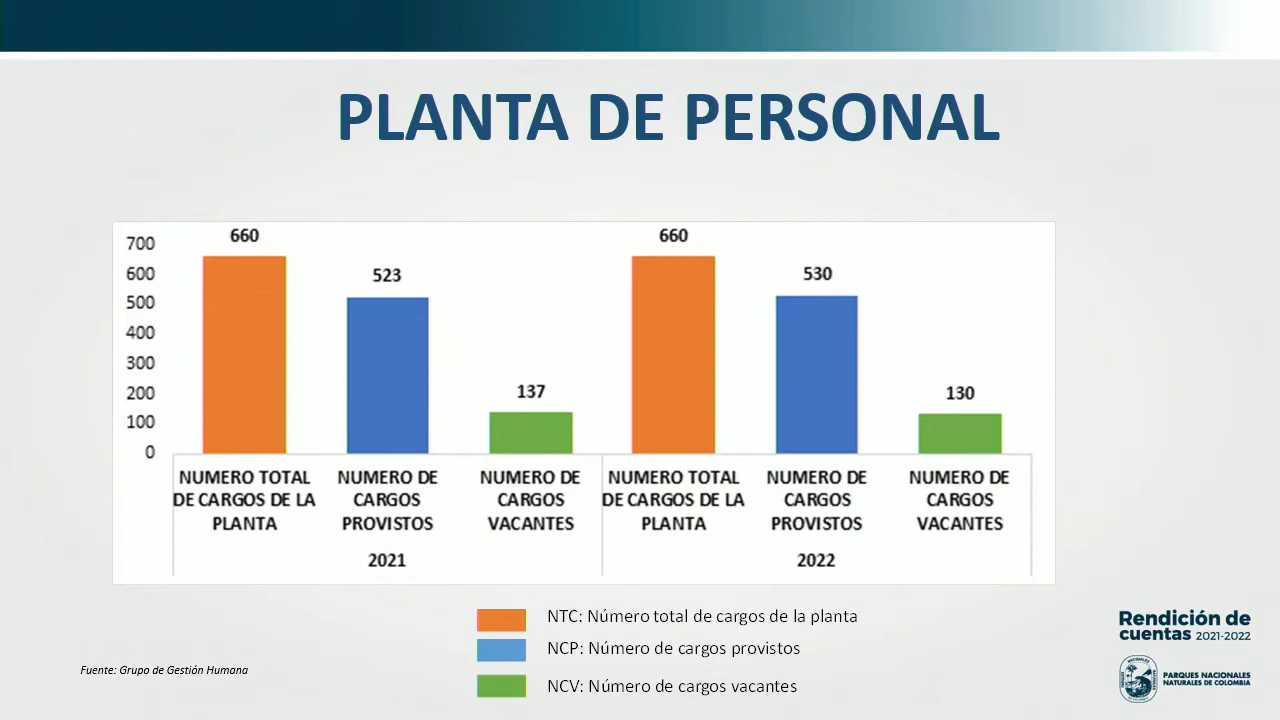 PLANTA DE PERSONAL
700
600
500
400
300
200
100
0
660
523
137
660
530
130
NUMERO TOTAL
DE CARGOS DE LA
PLANTA
NUMERO DE
CARGOS
PROVISTOS
NUMERO DE
CARGOS
VACANTES
2021
NUMERO TOTAL
DE CARGOS DE LA
PLANTA
NUMERO DE
CARGOS
PROVISTOS
NUMERO DE
CARGOS
VACANTES
2022
NTC: Número total de cargos de la planta
NCP: Número de cargos provistos
NCV: Número de cargos vacantes
Fuente: Grupo de Gestión Humana
Rendición de
cuentas 2021-2022
PARQUES NACIONALES
NATURALES DE COLOMBIA